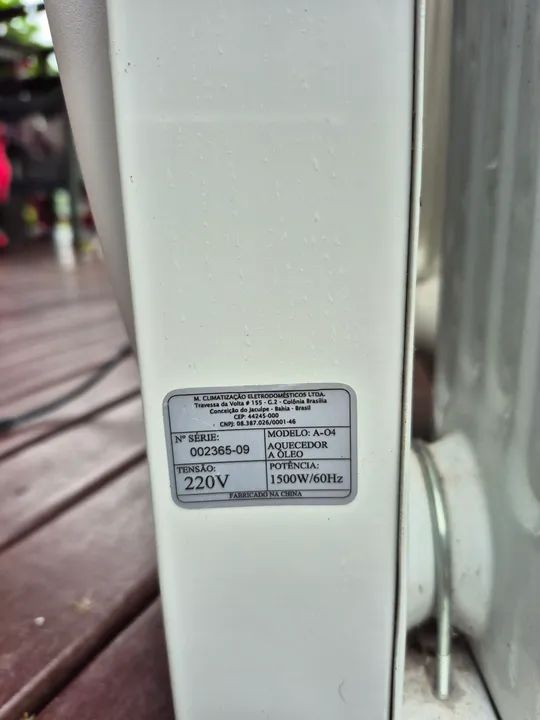 M. CLIMATIZAÇÃO ELETRODOMÉSTICOS LTDA.
Travessa da Volta # 155 - G.2 - Colônia Brasília
Conceição do Jacuípe - Bahia - Brasil
CEP: 44245-000
CNPJ: 08.387.026/0001-46
Nº SÉRIE:
002365-09
MODELO: A-O4
AQUECEDOR
A ÓLEO
TENSÃO:
220V
POTÊNCIA:
1500W/60Hz
FABRICADO NA CHINA